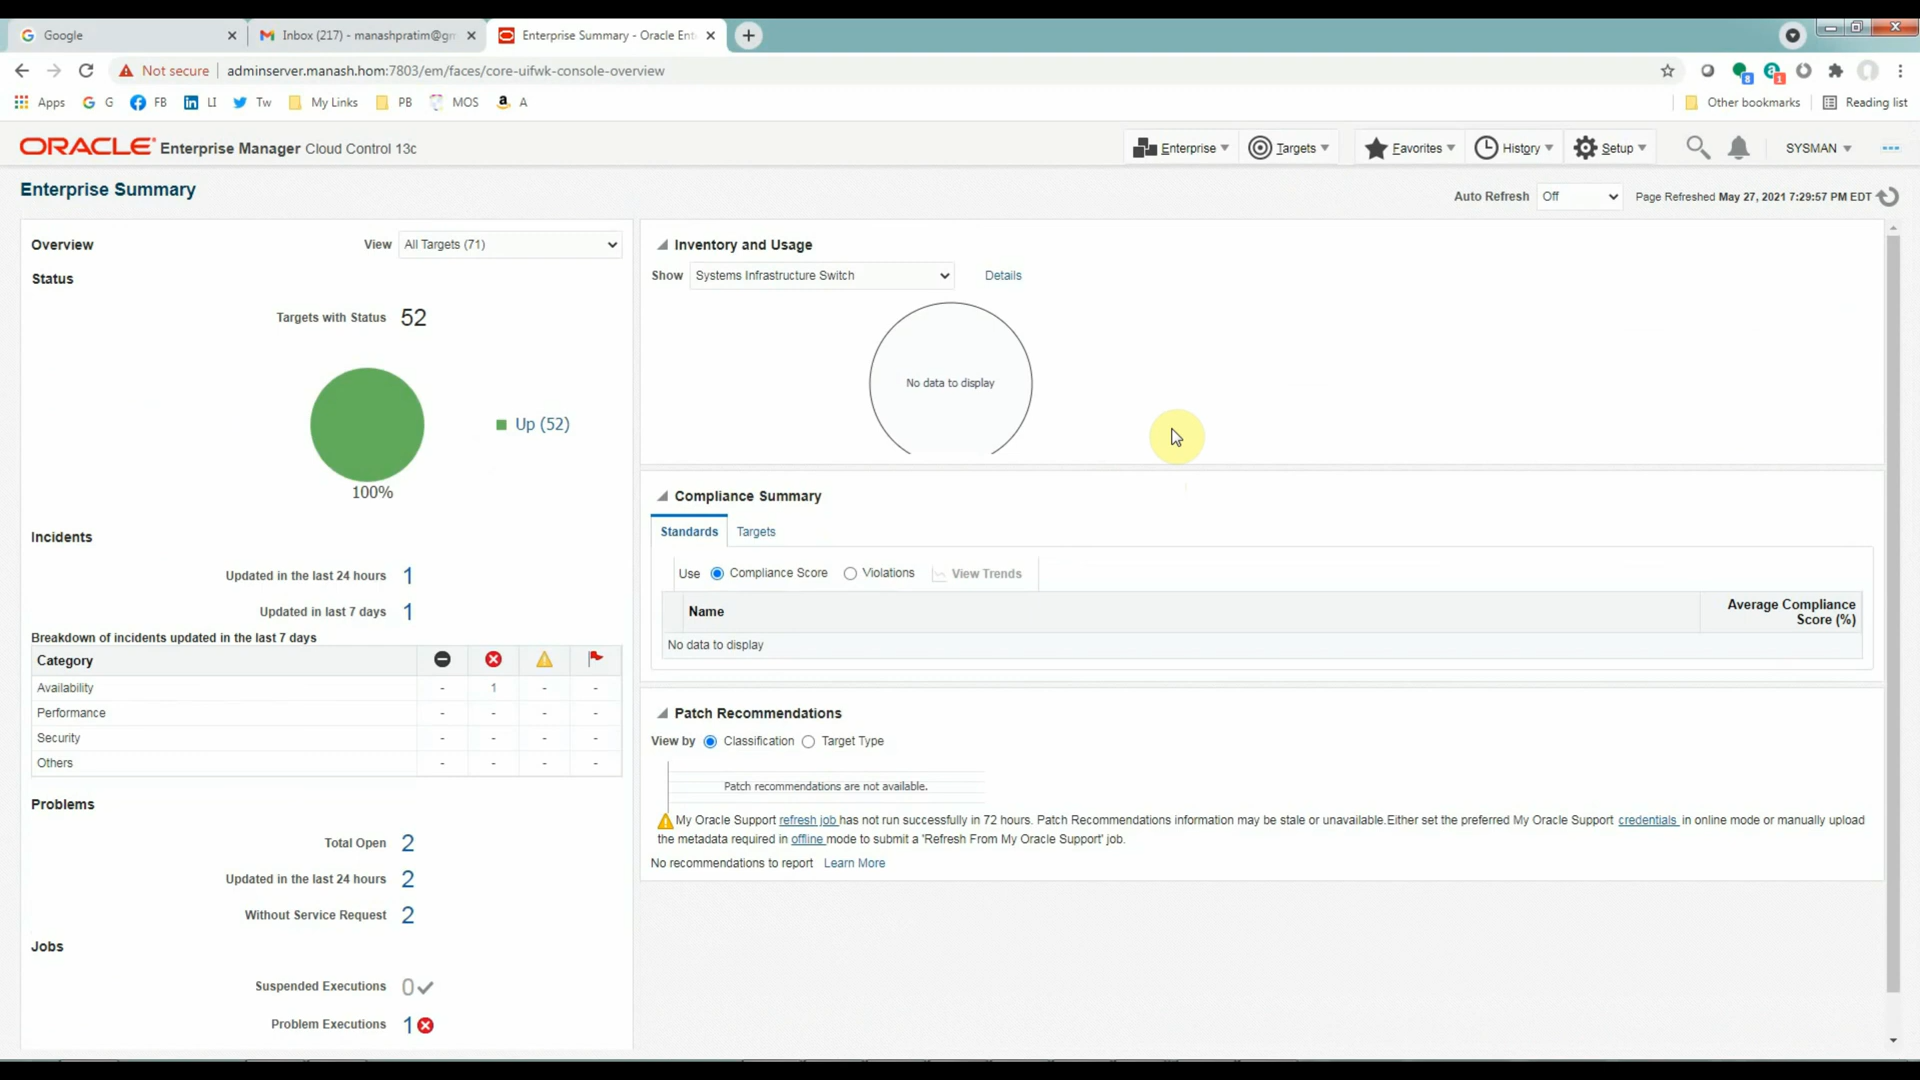 Google
Inbox (217) - manashpratim@gm
Enterprise Summary - Oracle Ent
Not secure
adminserver.manash.hom:7803/em/faces/core-uifwk-console-overview
8
1
Apps
G
FB
LI
Tw
My Links
PB
MOS
A
Other bookmarks
Reading list
ORACLE Enterprise Manager Cloud Control 13c
Enterprise
Targets
Favorites
History
Setup
SYSMAN
Enterprise Summary
Auto Refresh Off
Page Refreshed May 27, 2021 7:29:57 PM EDT
Overview
View All Targets (71)
Status
Targets with Status 52
Up (52)
100%
Incidents
Updated in the last 24 hours 1
Updated in last 7 days 1
Breakdown of incidents updated in the last 7 days
Category
Availability - 1 - -
Performance - - - -
Security - - - -
Others - - - -
Problems
Total Open 2
Updated in the last 24 hours 2
Without Service Request 2
Jobs
Suspended Executions 0
Problem Executions 1
Inventory and Usage
Show Systems Infrastructure Switch Details
No data to display
Compliance Summary
Standards Targets
Use Compliance Score Violations View Trends
Name Average Compliance
Score (%)
No data to display
Patch Recommendations
View by Classification Target Type
Patch recommendations are not available.
My Oracle Support refresh job has not run successfully in 72 hours. Patch Recommendations information may be stale or unavailable.Either set the preferred My Oracle Support credentials in online mode or manually upload
the metadata required in offline mode to submit a 'Refresh From My Oracle Support' job.
No recommendations to report Learn More